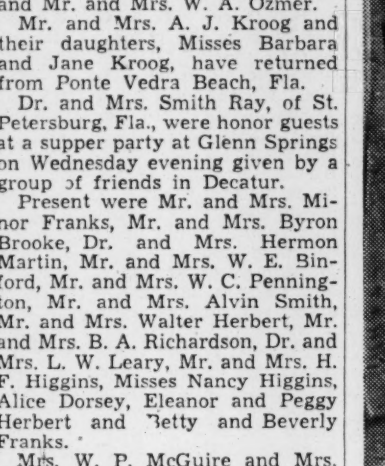 and Mr. and Mrs. W. A. Ozmer.
Mr. and Mrs. A. J. Kroog and
their daughters, Misses Barbara
and Jane Kroog, have returned
from Ponte Vedra Beach, Fla.
Dr. and Mrs. Smith Ray, of St.
Petersburg, Fla., were honor guests
at a supper party at Glenn Springs
on Wednesday evening given by a
group of friends in Decatur.
Present were Mr. and Mrs. Mi-
nor Franks, Mr. and Mrs. Byron
Brooke, Dr. and Mrs. Hermon
Martin, Mr. and Mrs. W. E. Bin-
ford, Mr. and Mrs. W. C. Penning-
ton, Mr. and Mrs. Alvin Smith,
Mr. and Mrs. Walter Herbert, Mr.
and Mrs. B. A. Richardson, Dr. and
Mrs. L. W. Leary, Mr. and Mrs. H.
F. Higgins, Misses Nancy Higgins,
Alice Dorsey, Eleanor and Peggy
Herbert and Betty and Beverly
Franks.
Mrs. W. P. McGuire and Mrs.